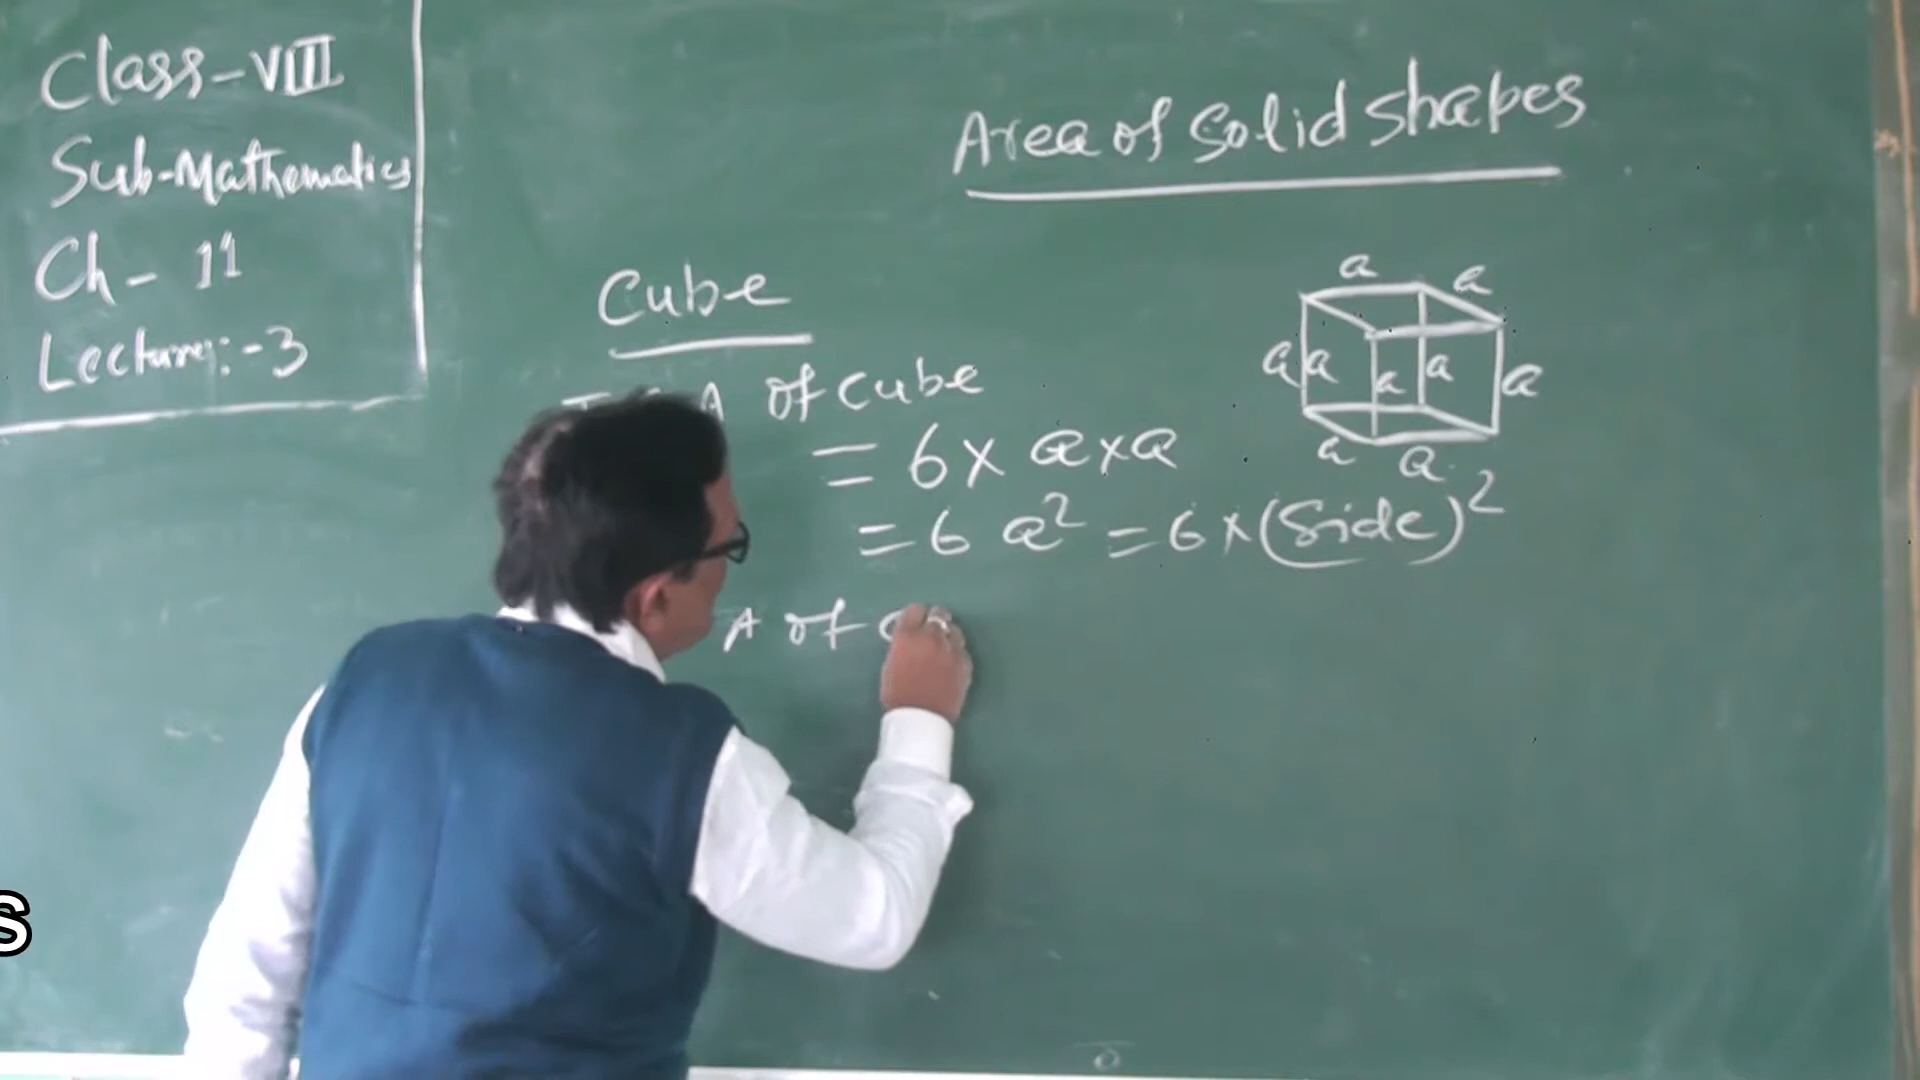 Class-VIII
Sub-Mathematics
Ch- 11
Lecture:-3
Area of Solid Shapes
Cube
A of cube
= 6 × a × a
= 6 a² = 6 × (Side)²
A of
a
a
a
a
a
a
a
a
a
s